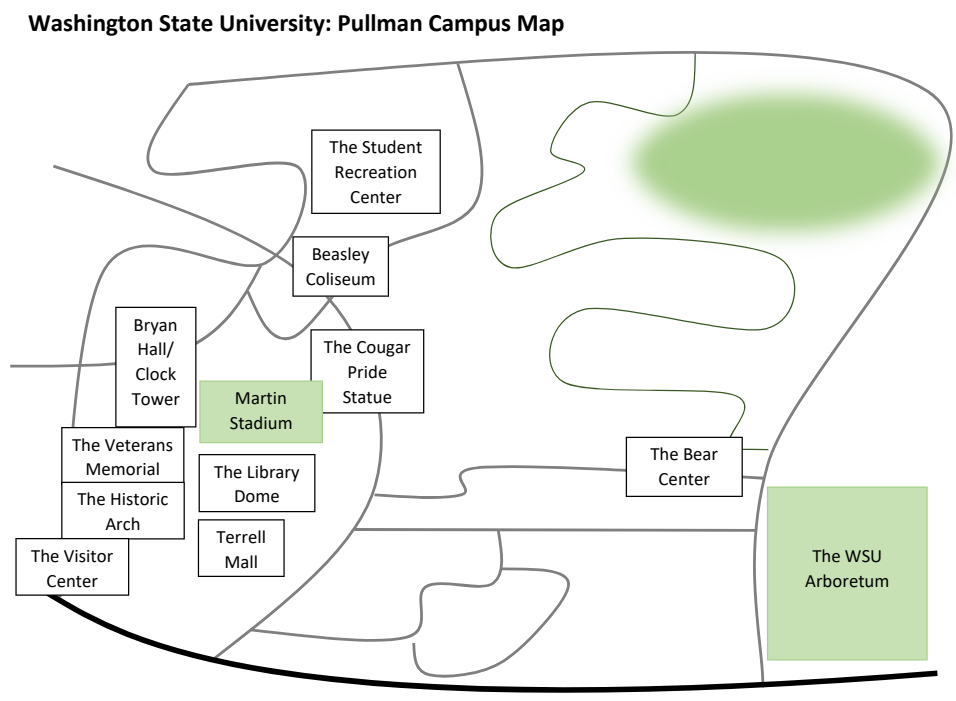 Washington State University: Pullman Campus Map
The Student
Recreation
Center
Beasley
Coliseum
Bryan
Hall/
Clock
Tower
The Cougar
Pride
Statue
Martin
Stadium
The Veterans
Memorial
The Library
Dome
The Bear
Center
The Historic
Arch
Terrell
Mall
The Visitor
Center
The WSU
Arboretum